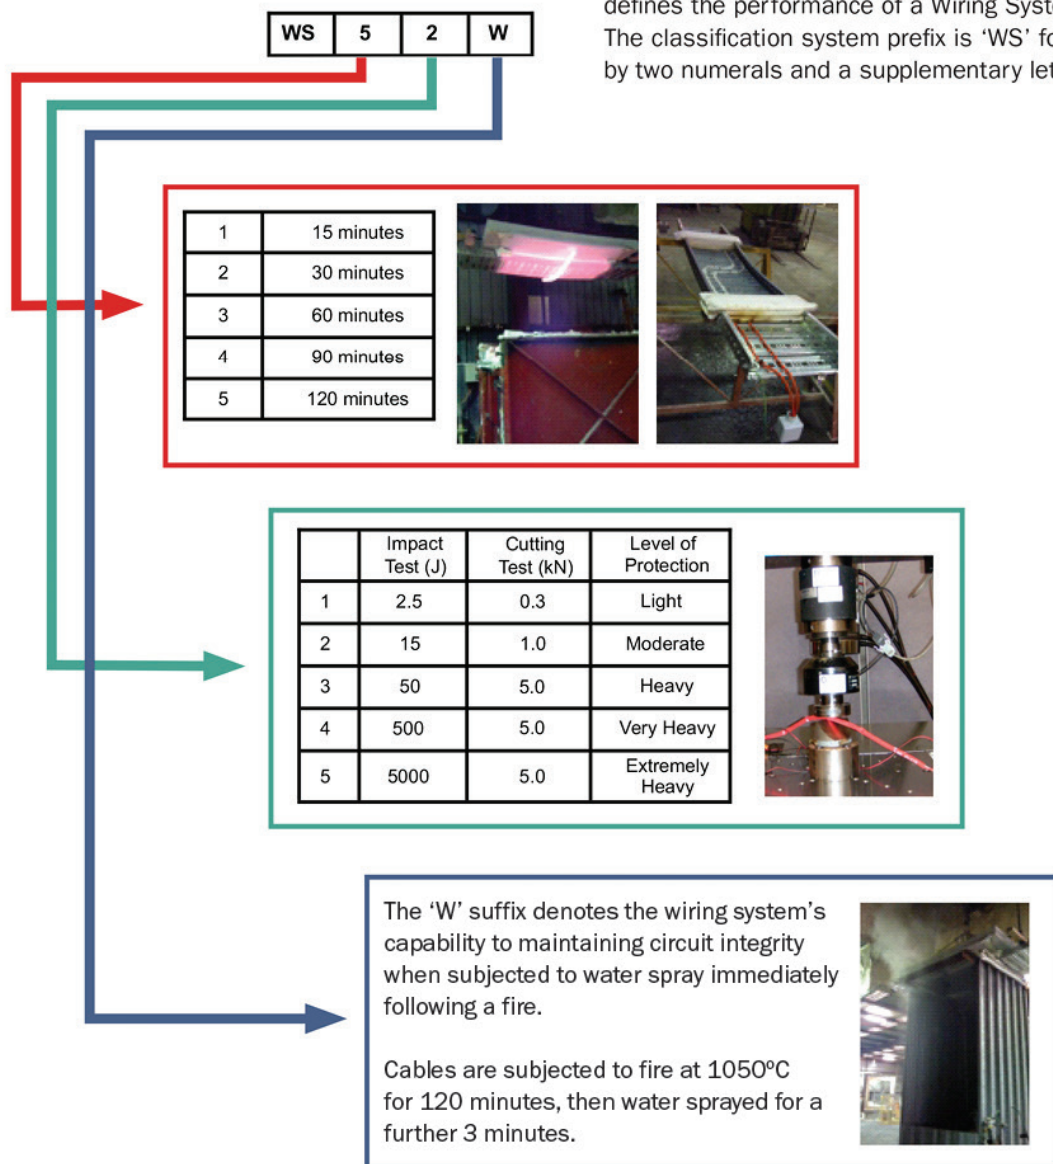 defines the performance of a Wiring Syste
The classification system prefix is ‘WS’ fo
by two numerals and a supplementary let
WS 5 2 W
1 15 minutes
2 30 minutes
3 60 minutes
4 90 minutes
5 120 minutes
Impact Test (J) Cutting Test (kN) Level of Protection
1 2.5 0.3 Light
2 15 1.0 Moderate
3 50 5.0 Heavy
4 500 5.0 Very Heavy
5 5000 5.0 Extremely Heavy
The ‘W’ suffix denotes the wiring system’s
capability to maintaining circuit integrity
when subjected to water spray immediately
following a fire.
Cables are subjected to fire at 1050ºC
for 120 minutes, then water sprayed for a
further 3 minutes.